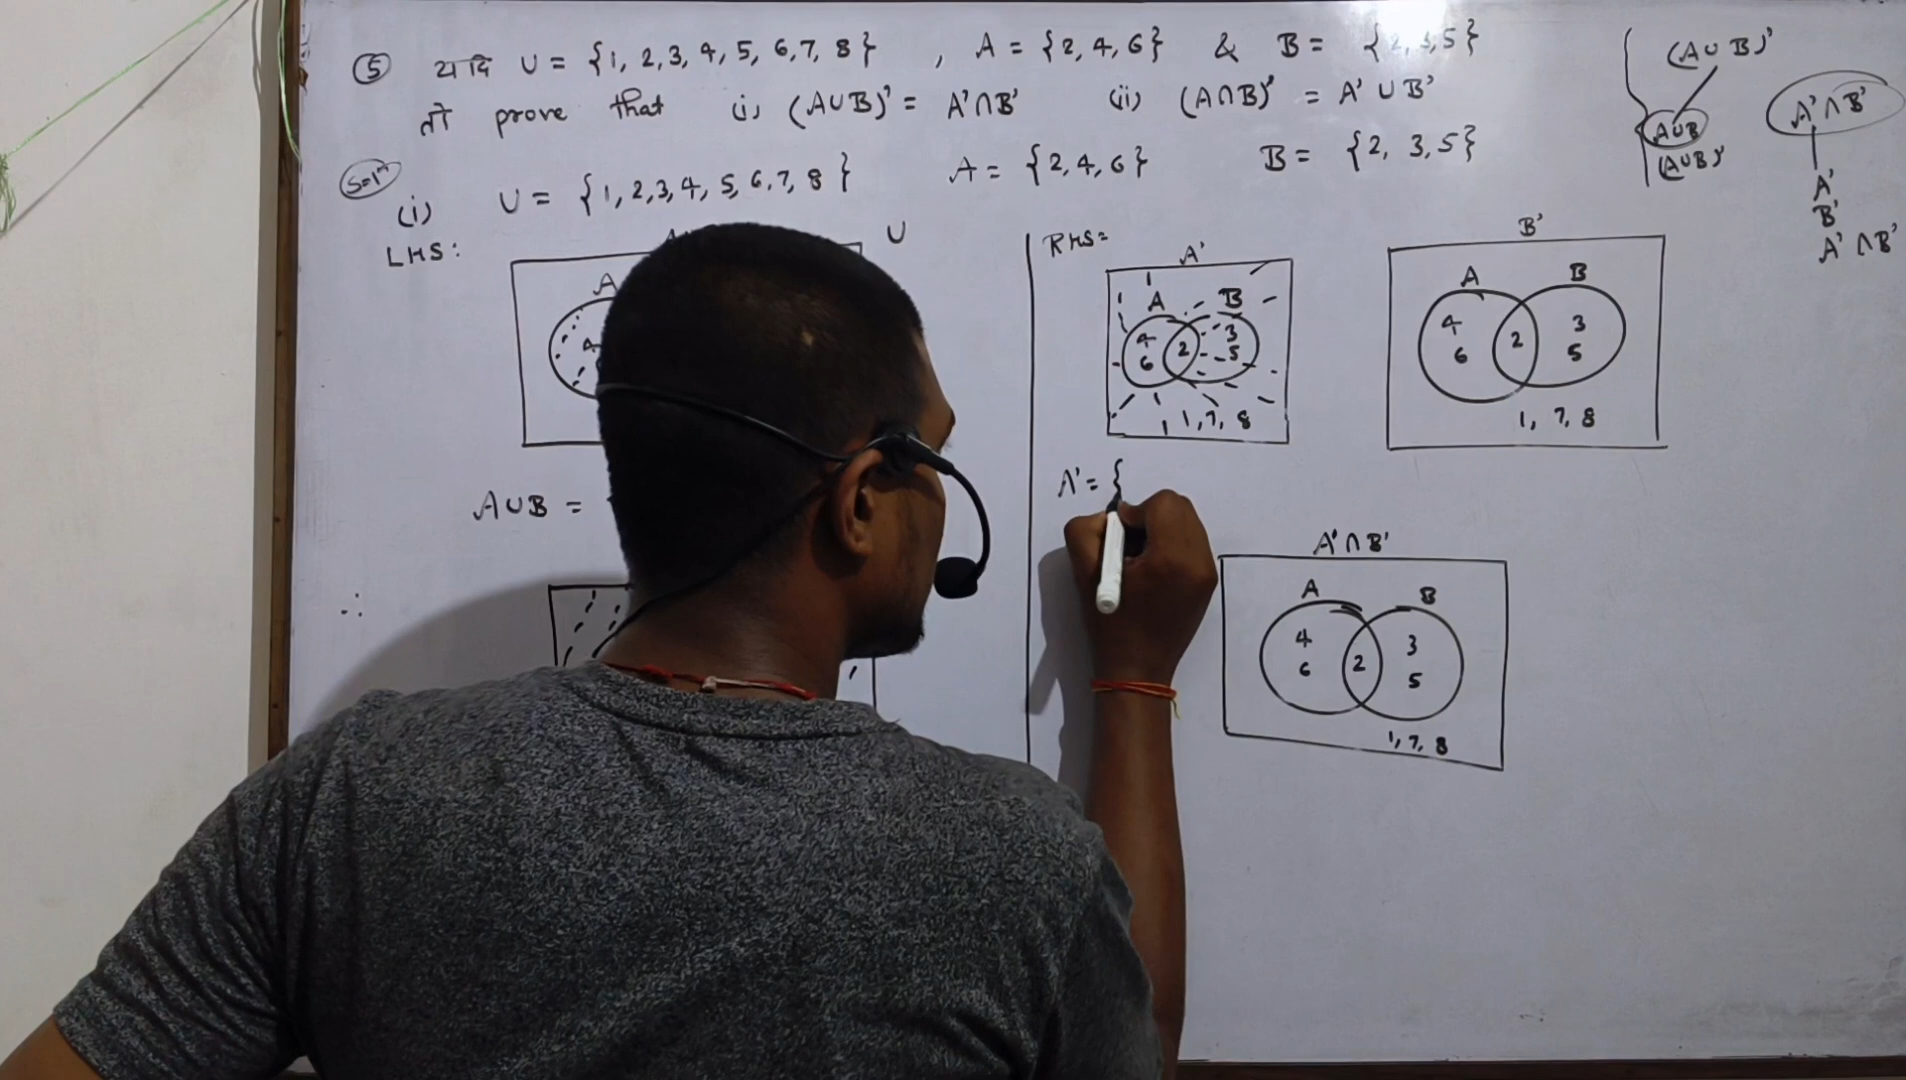 ⑤ यदि U = {1, 2, 3, 4, 5, 6, 7, 8} , A = {2, 4, 6} & B = {2, 3, 5}
तो prove that (i) (A∪B)' = A'∩B' (ii) (A∩B)' = A' ∪ B'
Sol^n
(i) U = {1, 2, 3, 4, 5, 6, 7, 8} A = {2, 4, 6} B = {2, 3, 5}
LHS:
U
A
4
A∪B =
∴
RHS=
A'
A B
4 2 3
6 5
1, 7, 8
B'
A B
4 2 3
6 5
1, 7, 8
A' = {
A' ∩ B'
A B
4 2 3
6 5
1, 7, 8
(A∪B)'
A∪B
(A∪B)'
A'∩B'
A'
B'
A' ∩B'